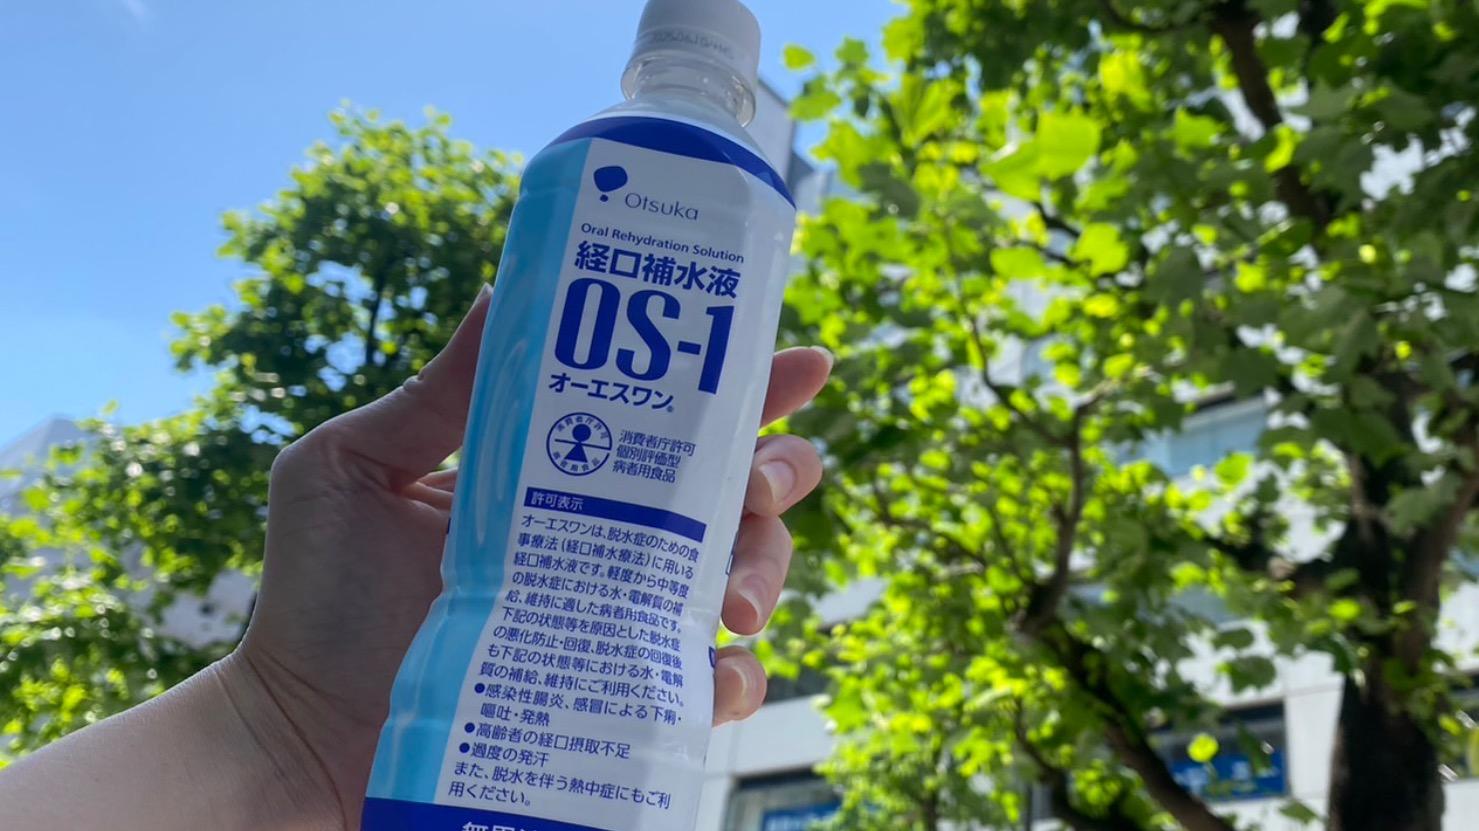 Otsuka
Oral Rehydration Solution
経口補水液
OS-1
オーエスワン®
消費者庁許可
病者用食品
消費者庁許可
個別評価型
病者用食品
許可表示
オーエスワンは、脱水症のための食
事療法(経口補水療法)に用いる
経口補水液です。軽度から中等度
の脱水症における水・電解質の補
給、維持に適した病者用食品です。
下記の状態等を原因とした脱水症
の悪化防止・回復、脱水症の回復後
も下記の状態等における水・電解
質の補給、維持にご利用ください。
●感染性腸炎、感冒による下痢・
嘔吐・発熱
●高齢者の経口摂取不足
●過度の発汗
また、脱水を伴う熱中症にもご利
用ください。